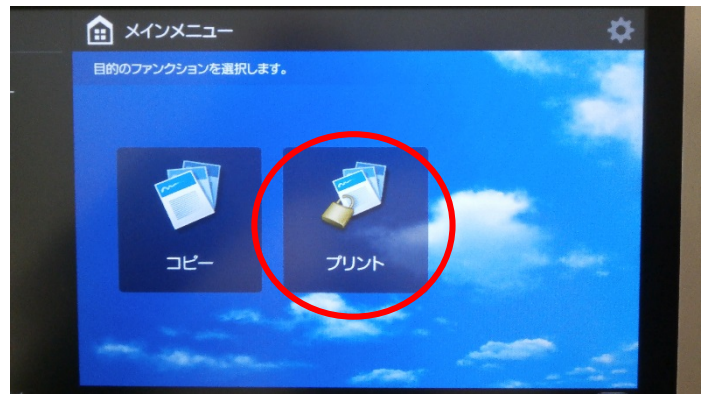 メインメニュー
目的のファンクションを選択します。
コピー
プリント